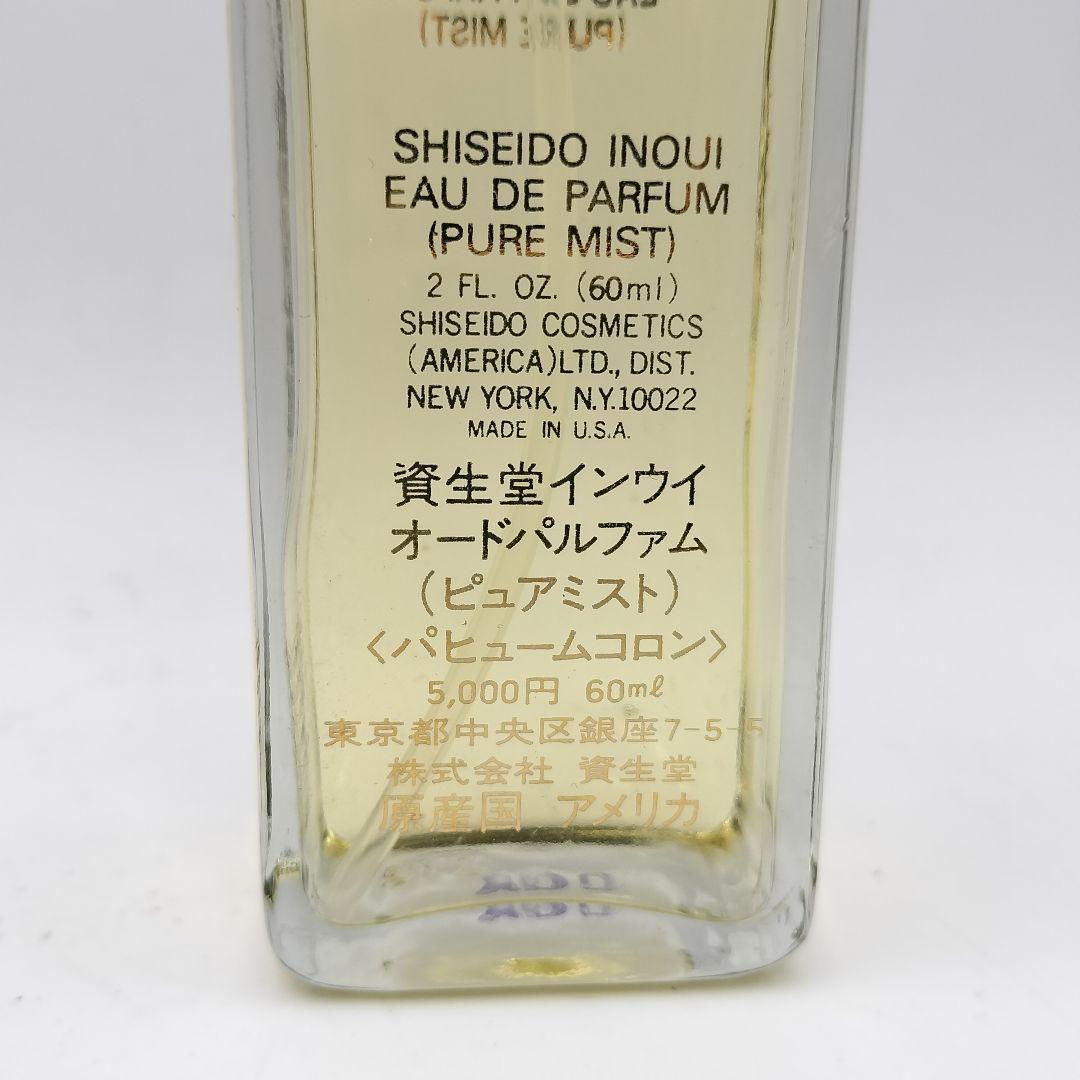 (PURE MIST)
SHISEIDO INOUI
EAU DE PARFUM
(PURE MIST)
2 FL. OZ. (60ml)
SHISEIDO COSMETICS
(AMERICA)LTD., DIST.
NEW YORK, N.Y.10022
MADE IN U.S.A.
資生堂インウイ
オードパルファム
(ピュアミスト)
〈パヒュームコロン〉
5,000円 60mℓ
東京都中央区銀座7-5-5
株式会社 資生堂
原産国 アメリカ